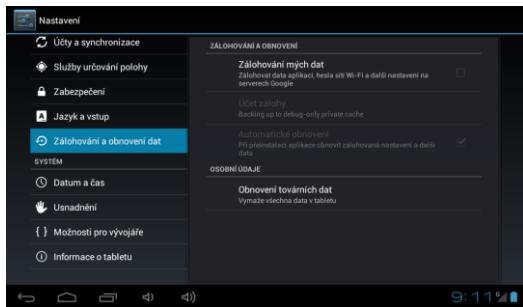 Nastavení
Účty a synchronizace
Služby určování polohy
Zabezpečení
Jazyk a vstup
Zálohování a obnovení dat
SYSTÉM
Datum a čas
Usnadnění
Možnosti pro vývojáře
Informace o tabletu
ZÁLOHOVÁNÍ A OBNOVENÍ
Zálohování mých dat
Zálohovat data aplikací, hesla sítí Wi-Fi a další nastavení na
serverech Google
Účet zálohy
Backing up to debug-only private cache
Automatické obnovení
Při přeinstalaci aplikace obnovit zálohovaná nastavení a další
data
OSOBNÍ ÚDAJE
Obnovení továrních dat
Vymaže všechna data v tabletu
9:11